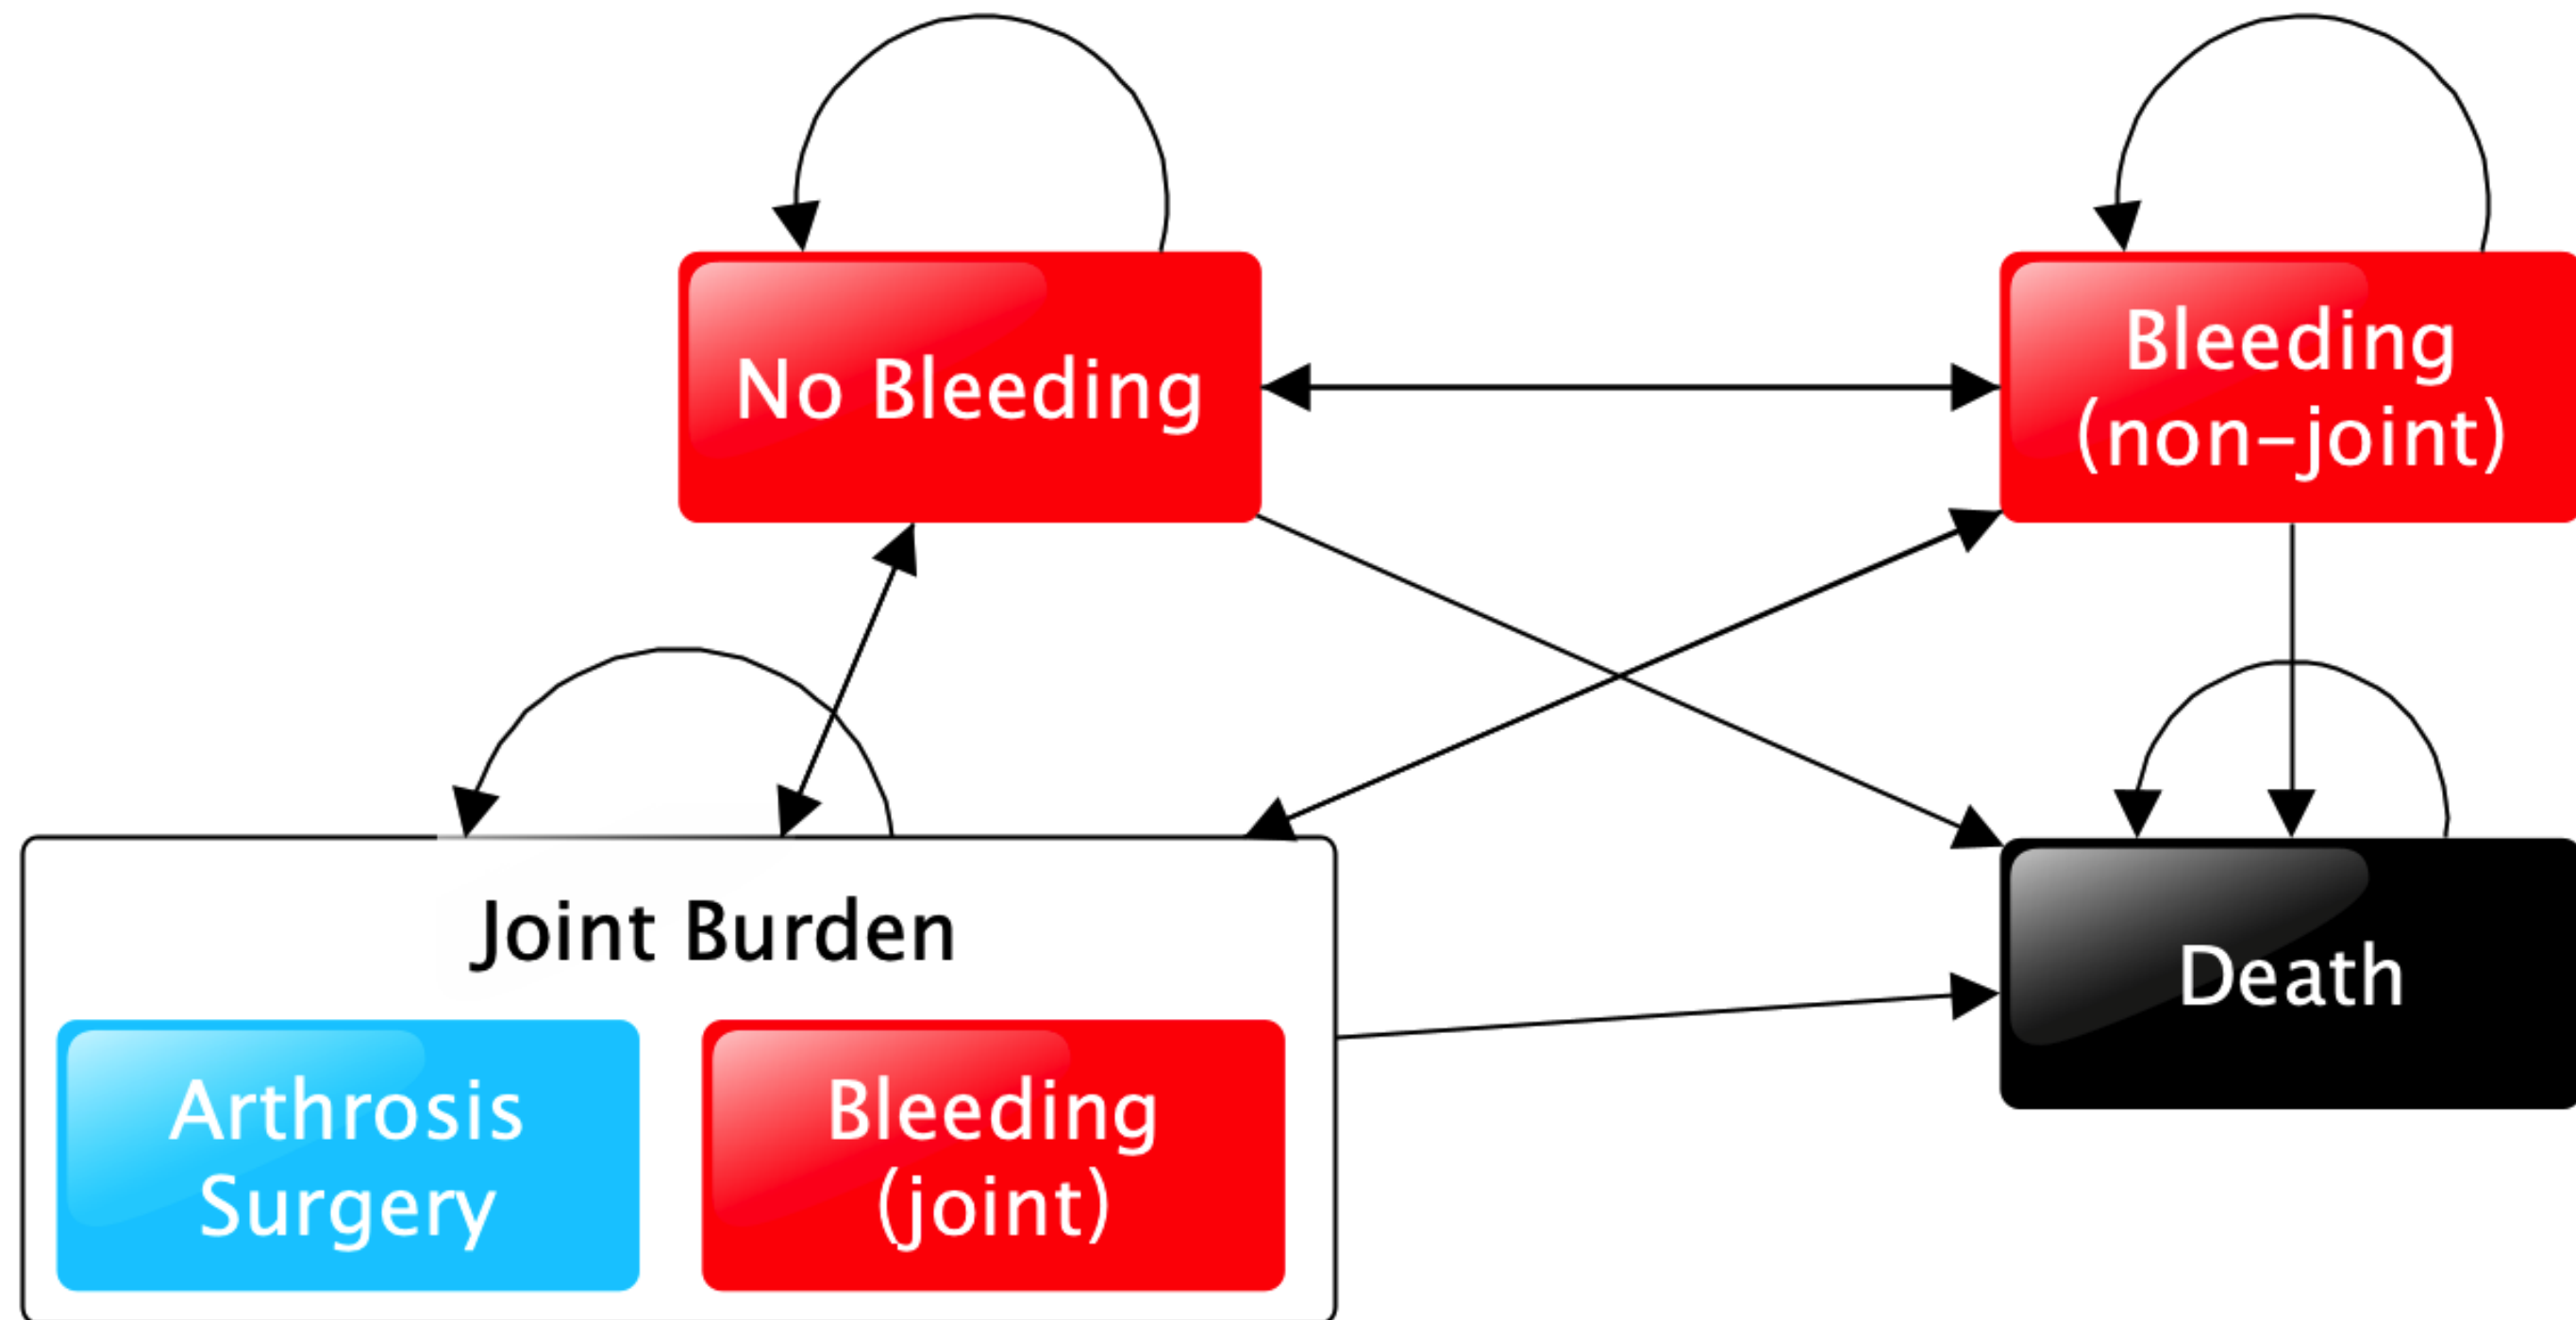 No Bleeding
Bleeding
(non-joint)
Joint Burden
Arthrosis
Surgery
Bleeding
(joint)
Death